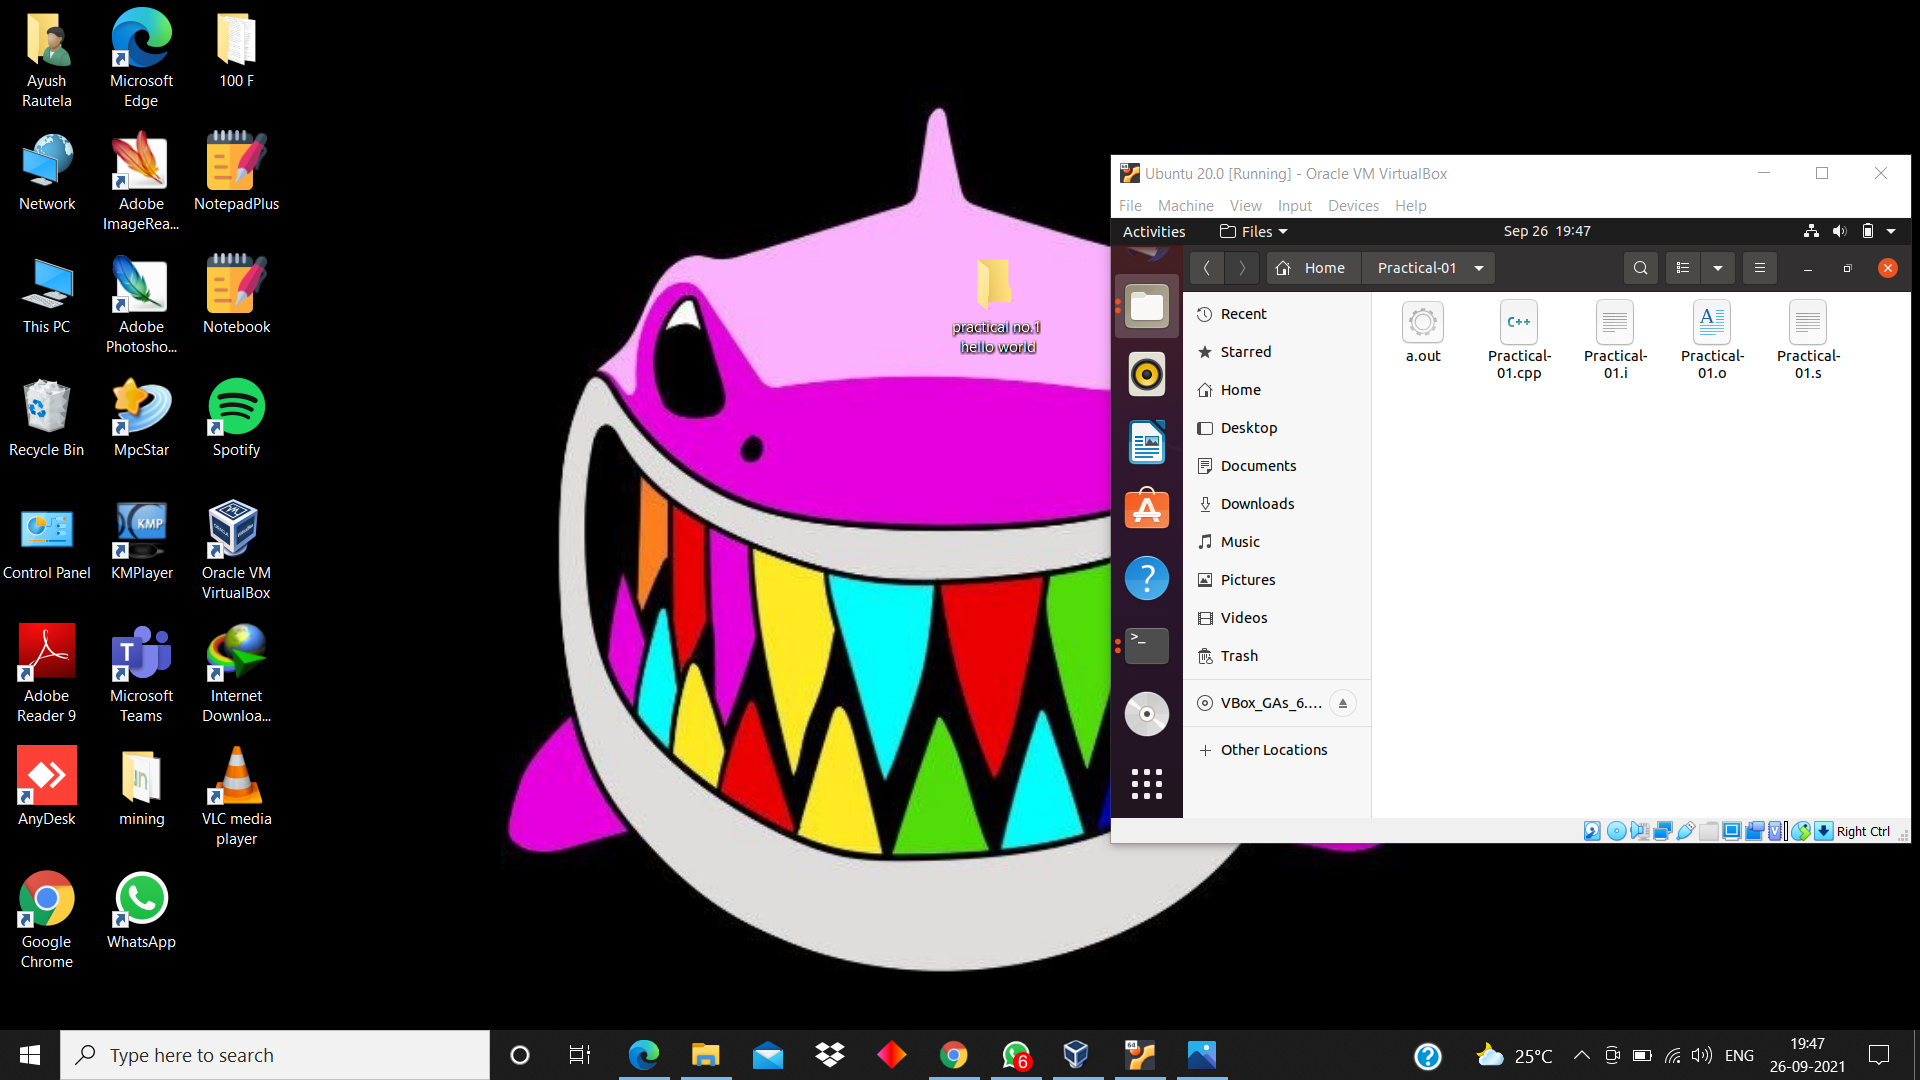 Ayush
Rautela
Microsoft
Edge
100 F
Network
Adobe
ImageRea...
NotepadPlus
This PC
Adobe
Photosho...
Notebook
Recycle Bin
MpcStar
Spotify
Control Panel
KMP
KMPlayer
Oracle VM
VirtualBox
Adobe
Reader 9
Microsoft
Teams
Internet
Downloa...
AnyDesk
mining
VLC media
player
Google
Chrome
WhatsApp
practical no.1
hello world
Ubuntu 20.0 [Running] - Oracle VM VirtualBox
File Machine View Input Devices Help
Activities Files Sep 26 19:47
Home Practical-01
Recent
Starred
Home
Desktop
Documents
Downloads
Music
Pictures
Videos
Trash
VBox_GAs_6....
Other Locations
a.out
C++
Practical-
01.cpp
Practical-
01.i
Practical-
01.o
Practical-
01.s
Right Ctrl
Type here to search
6
64
25°C
ENG
19:47
26-09-2021